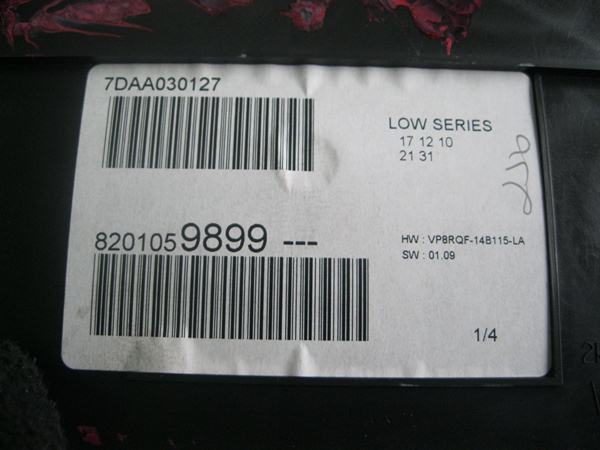 7DAA030127
LOW SERIES
17 12 10
21 31
8201059899 ---
HW : VP8RQF-14B115-LA
SW : 01.09
1/4